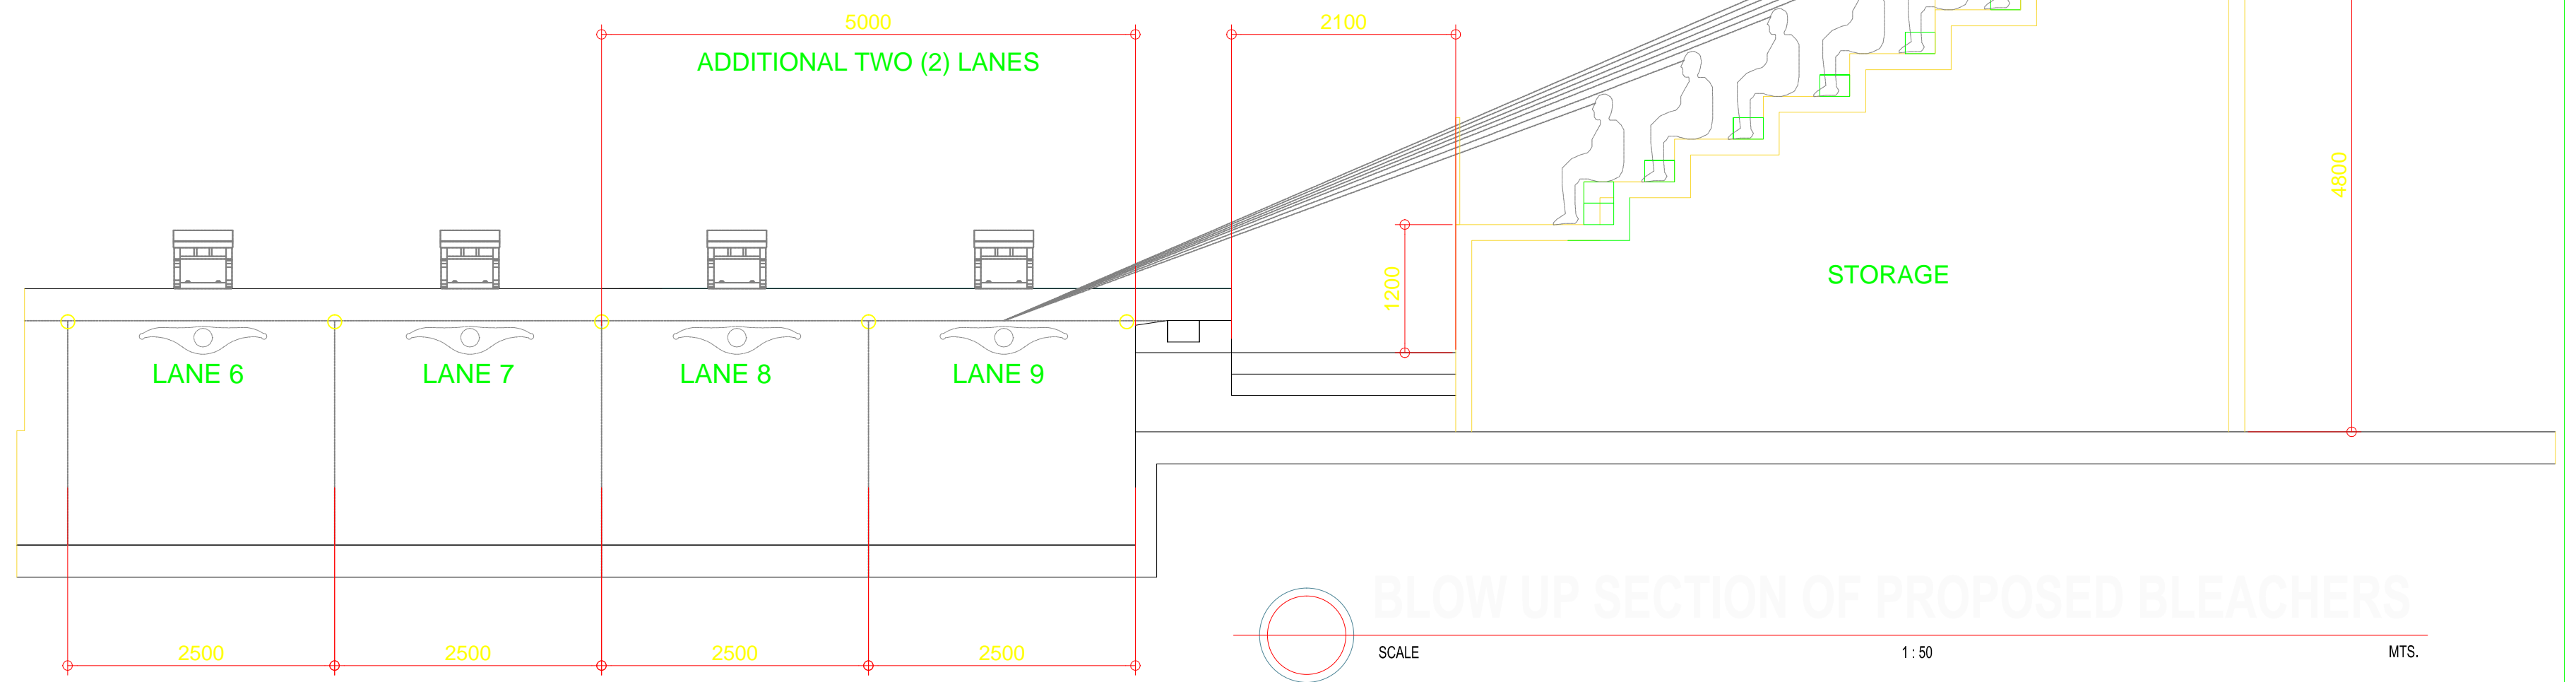 5000
2100
ADDITIONAL TWO (2) LANES
4800
1200
STORAGE
LANE 6
LANE 7
LANE 8
LANE 9
BLOW UP SECTION OF PROPOSED BLEACHERS
2500
2500
2500
2500
SCALE
1 : 50
MTS.